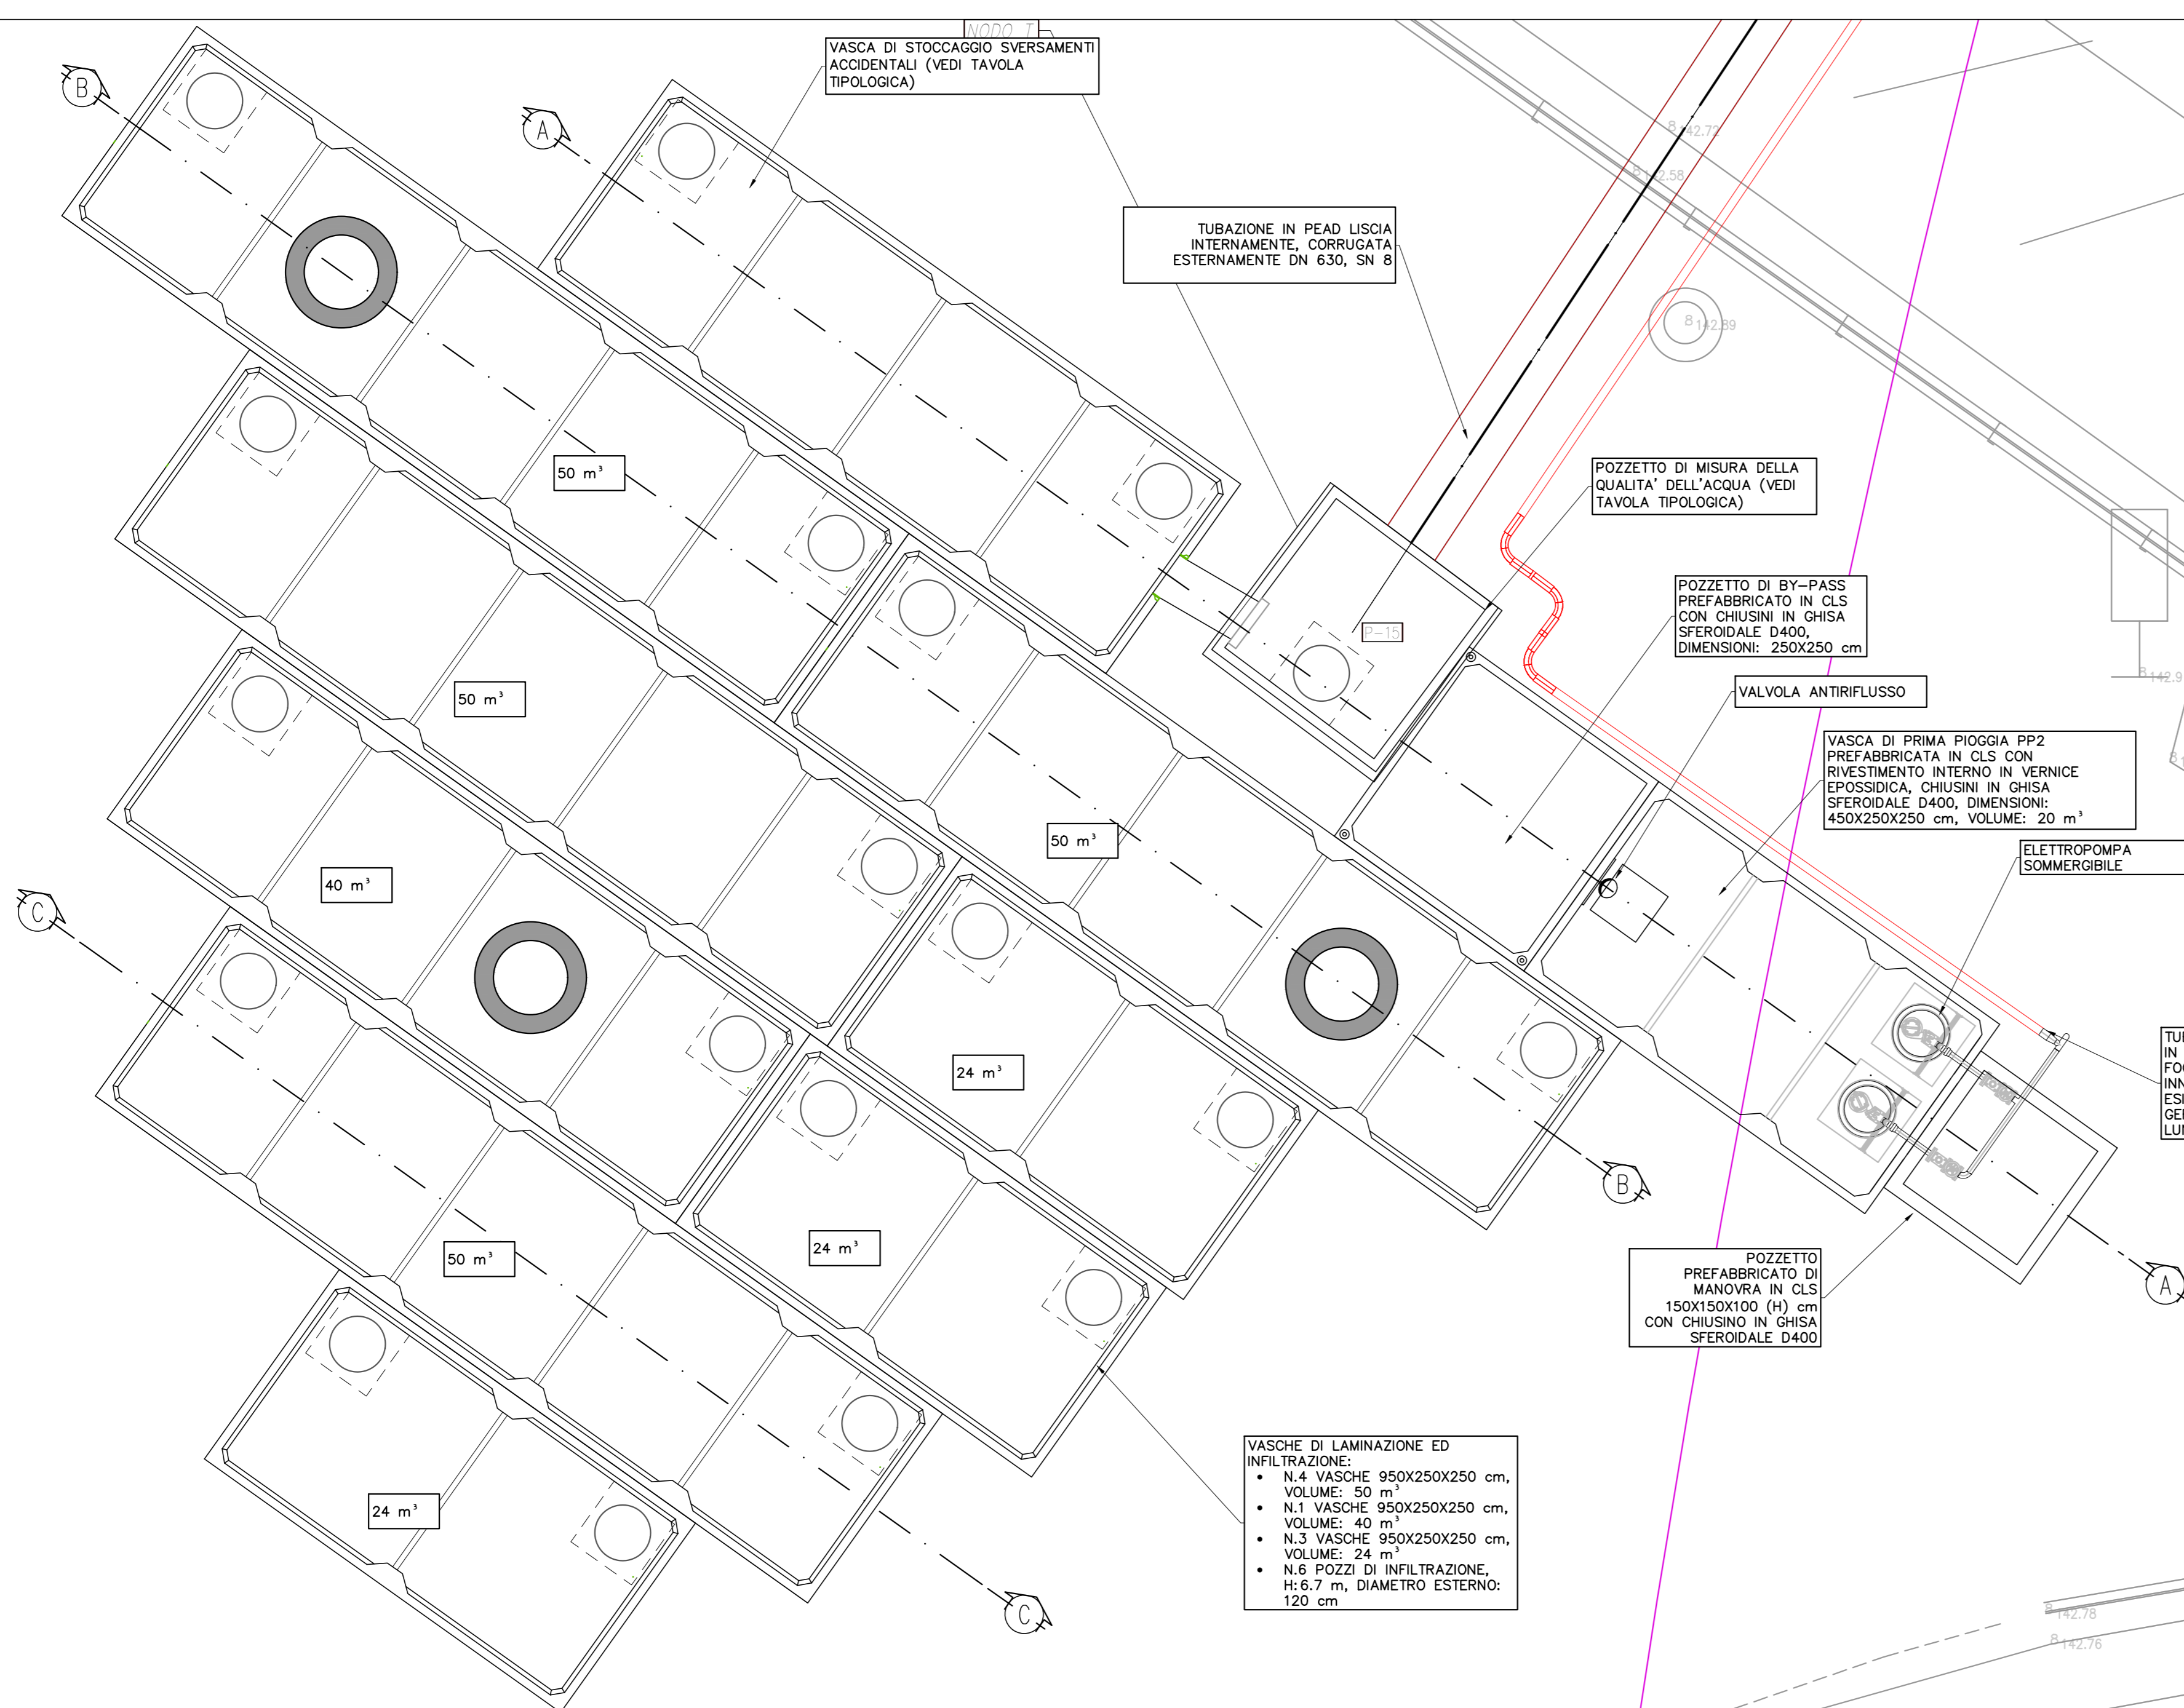 NODO T
VASCA DI STOCCAGGIO SVERSAMENTI
ACCIDENTALI (VEDI TAVOLA
TIPOLOGICA)
B
A
8 142.72
8 142.58
TUBAZIONE IN PEAD LISCIA
INTERNAMENTE, CORRUGATA
ESTERNAMENTE DN 630, SN 8
8 142.89
50 m³
POZZETTO DI MISURA DELLA
QUALITA' DELL'ACQUA (VEDI
TAVOLA TIPOLOGICA)
POZZETTO DI BY-PASS
PREFABBRICATO IN CLS
CON CHIUSINI IN GHISA
SFEROIDALE D400,
DIMENSIONI: 250X250 cm
P-15
8 142.9
50 m³
VALVOLA ANTIRIFLUSSO
VASCA DI PRIMA PIOGGIA PP2
PREFABBRICATA IN CLS CON
RIVESTIMENTO INTERNO IN VERNICE
EPOSSIDICA, CHIUSINI IN GHISA
SFEROIDALE D400, DIMENSIONI:
450X250X250 cm, VOLUME: 20 m³
50 m³
ELETTROPOMPA
SOMMERGIBILE
40 m³
C
24 m³
B
24 m³
50 m³
POZZETTO
PREFABBRICATO DI
MANOVRA IN CLS
150X150X100 (H) cm
CON CHIUSINO IN GHISA
SFEROIDALE D400
A
VASCHE DI LAMINAZIONE ED
INFILTRAZIONE:
• N.4 VASCHE 950X250X250 cm,
VOLUME: 50 m³
• N.1 VASCHE 950X250X250 cm,
VOLUME: 40 m³
• N.3 VASCHE 950X250X250 cm,
VOLUME: 24 m³
• N.6 POZZI DI INFILTRAZIONE,
H:6.7 m, DIAMETRO ESTERNO:
120 cm
24 m³
C
8 142.78
8 142.76